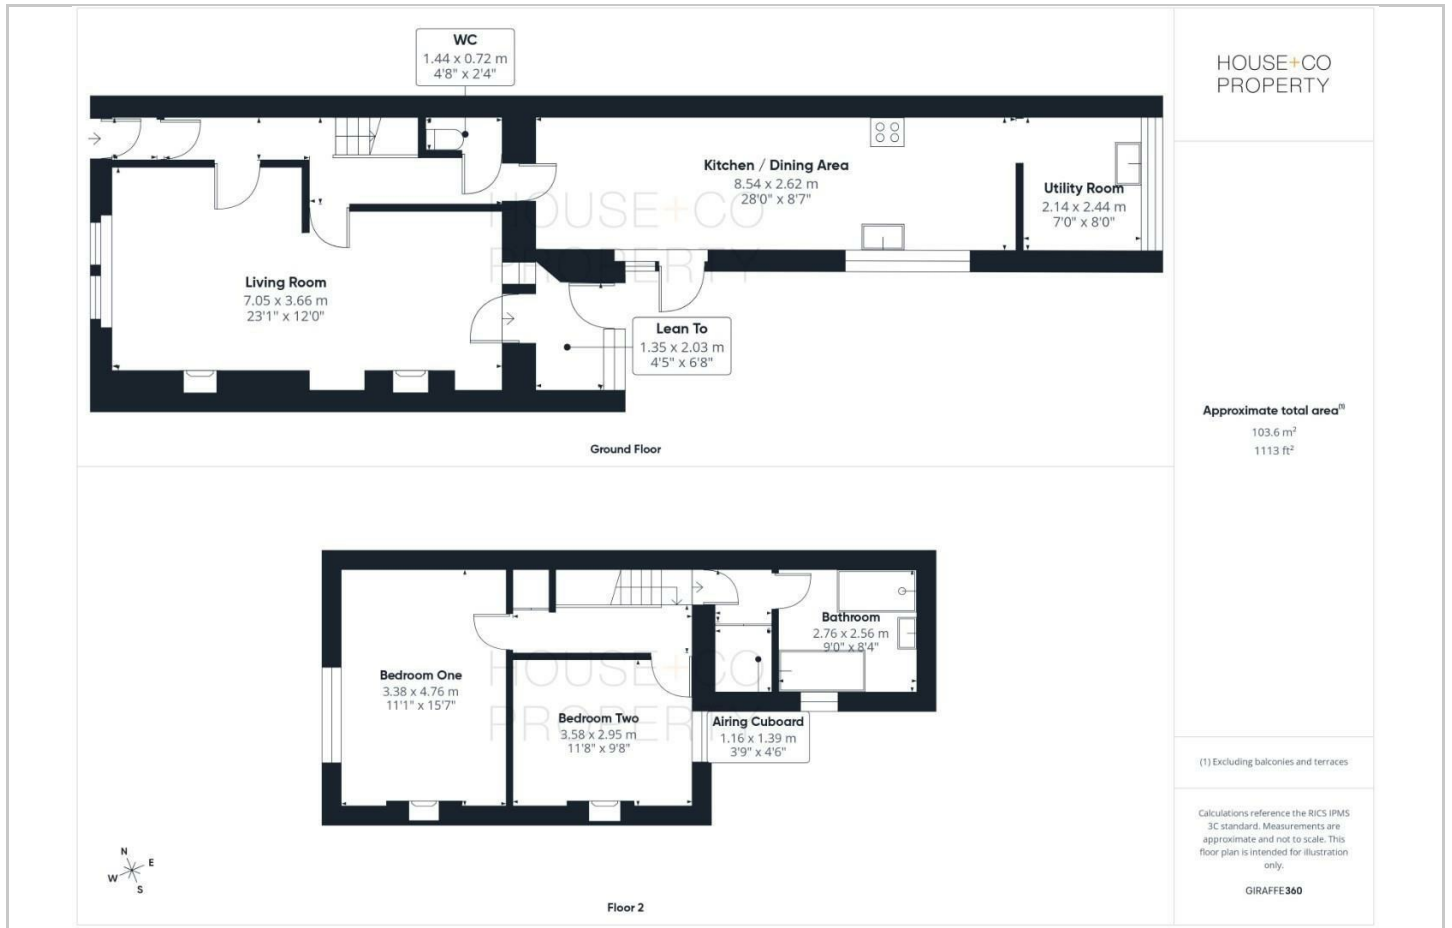 WC
1.44 x 0.72 m
4'8" x 2'4"
HOUSE+CO
PROPERTY
Kitchen / Dining Area
8.54 x 2.62 m
28'0" x 8'7"
Utility Room
2.14 x 2.44 m
7'0" x 8'0"
HOUSE+CO
PROPERTY
Living Room
7.05 x 3.66 m
23'1" x 12'0"
Lean To
1.35 x 2.03 m
4'5" x 6'8"
Ground Floor
Approximate total area(1)
103.6 m²
1113 ft²
Bathroom
2.76 x 2.56 m
9'0" x 8'4"
HOUSE+CO
PROPERTY
Bedroom One
3.38 x 4.76 m
11'1" x 15'7"
Bedroom Two
3.58 x 2.95 m
11'8" x 9'8"
Airing Cuboard
1.16 x 1.39 m
3'9" x 4'6"
(1) Excluding balconies and terraces
Calculations reference the RICS IPMS
3C standard. Measurements are
approximate and not to scale. This
floor plan is intended for illustration
only.
GIRAFFE360
N
E
W
S
Floor 2